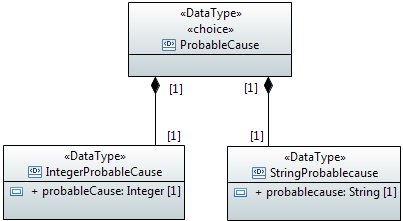 «DataType»
«choice»
<D> ProbableCause
[1] [1]
[1] [1]
«DataType»
<D> IntegerProbableCause
+ probableCause: Integer [1]
«DataType»
<D> StringProbablecause
+ probablecause: String [1]